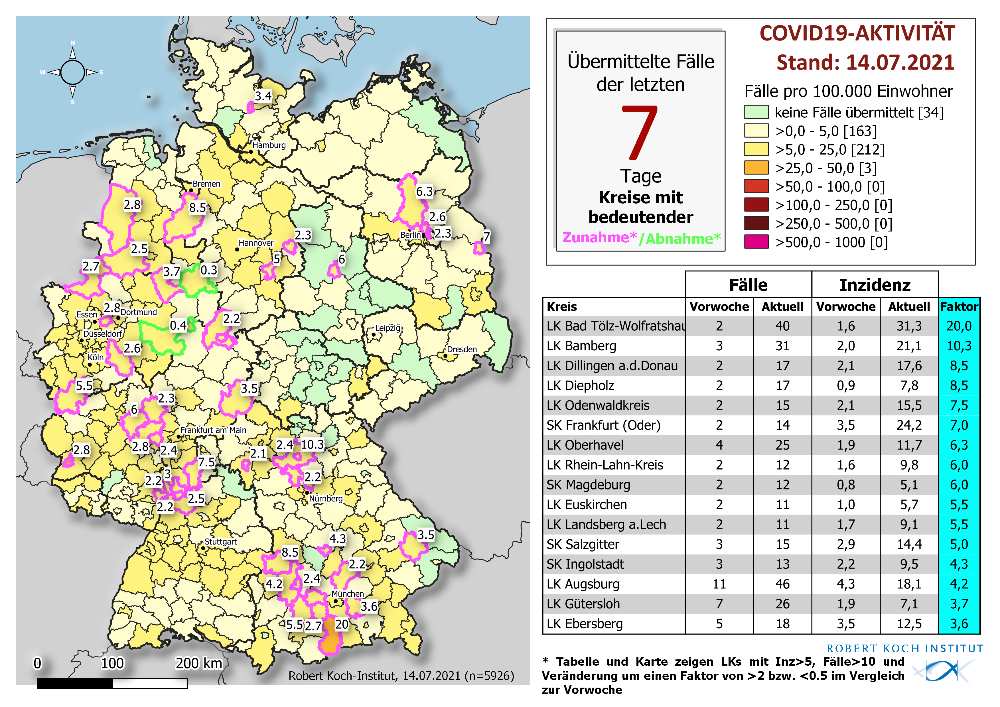 N
W
E
S
3.4
Hamburg
Bremen
2.8
8.5
6.3
2.6
Berlin
2.3
7
2.3
Hannover
2.5
5
6
2.7
3.7
0.3
2.8
Dortmund
Essen
2.2
0.4
Düsseldorf
Leipzig
2.6
Dresden
Köln
5.5
3.5
2.3
6
Frankfurt am Main
2.8
2.8
2.4
2.4
10.3
2.1
7.5
3
2.2
2.2
2.5
Nürnberg
2.2
3.5
4.3
Stuttgart
8.5
2.2
2.4
4.2
München
3.6
5.5
2.7
20
0 100 200 km
Robert Koch-Institut, 14.07.2021 (n=5926)
Übermittelte Fälle
der letzten
7
Tage
Kreise mit
bedeutender
Zunahme*/Abnahme*
COVID19-AKTIVITÄT
Stand: 14.07.2021
Fälle pro 100.000 Einwohner
keine Fälle übermittelt [34]
>0,0 - 5,0 [163]
>5,0 - 25,0 [212]
>25,0 - 50,0 [3]
>50,0 - 100,0 [0]
>100,0 - 250,0 [0]
>250,0 - 500,0 [0]
>500,0 - 1000 [0]
Fälle Inzidenz
Kreis Vorwoche Aktuell Vorwoche Aktuell Faktor
LK Bad Tölz-Wolfratshau 2 40 1,6 31,3 20,0
LK Bamberg 3 31 2,0 21,1 10,3
LK Dillingen a.d.Donau 2 17 2,1 17,6 8,5
LK Diepholz 2 17 0,9 7,8 8,5
LK Odenwaldkreis 2 15 2,1 15,5 7,5
SK Frankfurt (Oder) 2 14 3,5 24,2 7,0
LK Oberhavel 4 25 1,9 11,7 6,3
LK Rhein-Lahn-Kreis 2 12 1,6 9,8 6,0
SK Magdeburg 2 12 0,8 5,1 6,0
LK Euskirchen 2 11 1,0 5,7 5,5
LK Landsberg a.Lech 2 11 1,7 9,1 5,5
SK Salzgitter 3 15 2,9 14,4 5,0
SK Ingolstadt 3 13 2,2 9,5 4,3
LK Augsburg 11 46 4,3 18,1 4,2
LK Gütersloh 7 26 1,9 7,1 3,7
LK Ebersberg 5 18 3,5 12,5 3,6
ROBERT KOCH INSTITUT
* Tabelle und Karte zeigen LKs mit Inz>5, Fälle>10 und
Veränderung um einen Faktor von >2 bzw. <0.5 im Vergleich
zur Vorwoche